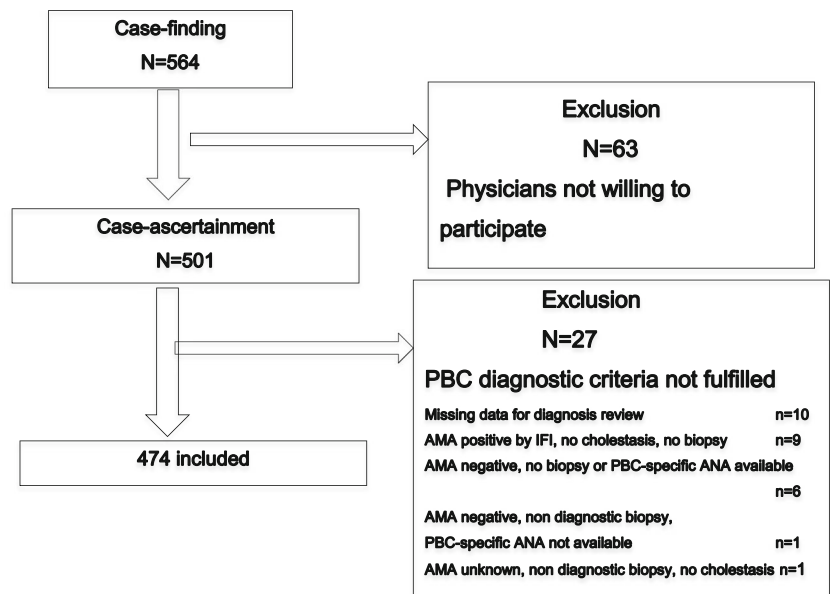 Case-finding
N=564
Exclusion
N=63
Physicians not willing to
participate
Case-ascertainment
N=501
Exclusion
N=27
PBC diagnostic criteria not fulfilled
Missing data for diagnosis review n=10
AMA positive by IFI, no cholestasis, no biopsy n=9
AMA negative, no biopsy or PBC-specific ANA available
n=6
AMA negative, non diagnostic biopsy,
PBC-specific ANA not available n=1
AMA unknown, non diagnostic biopsy, no cholestasis n=1
474 included